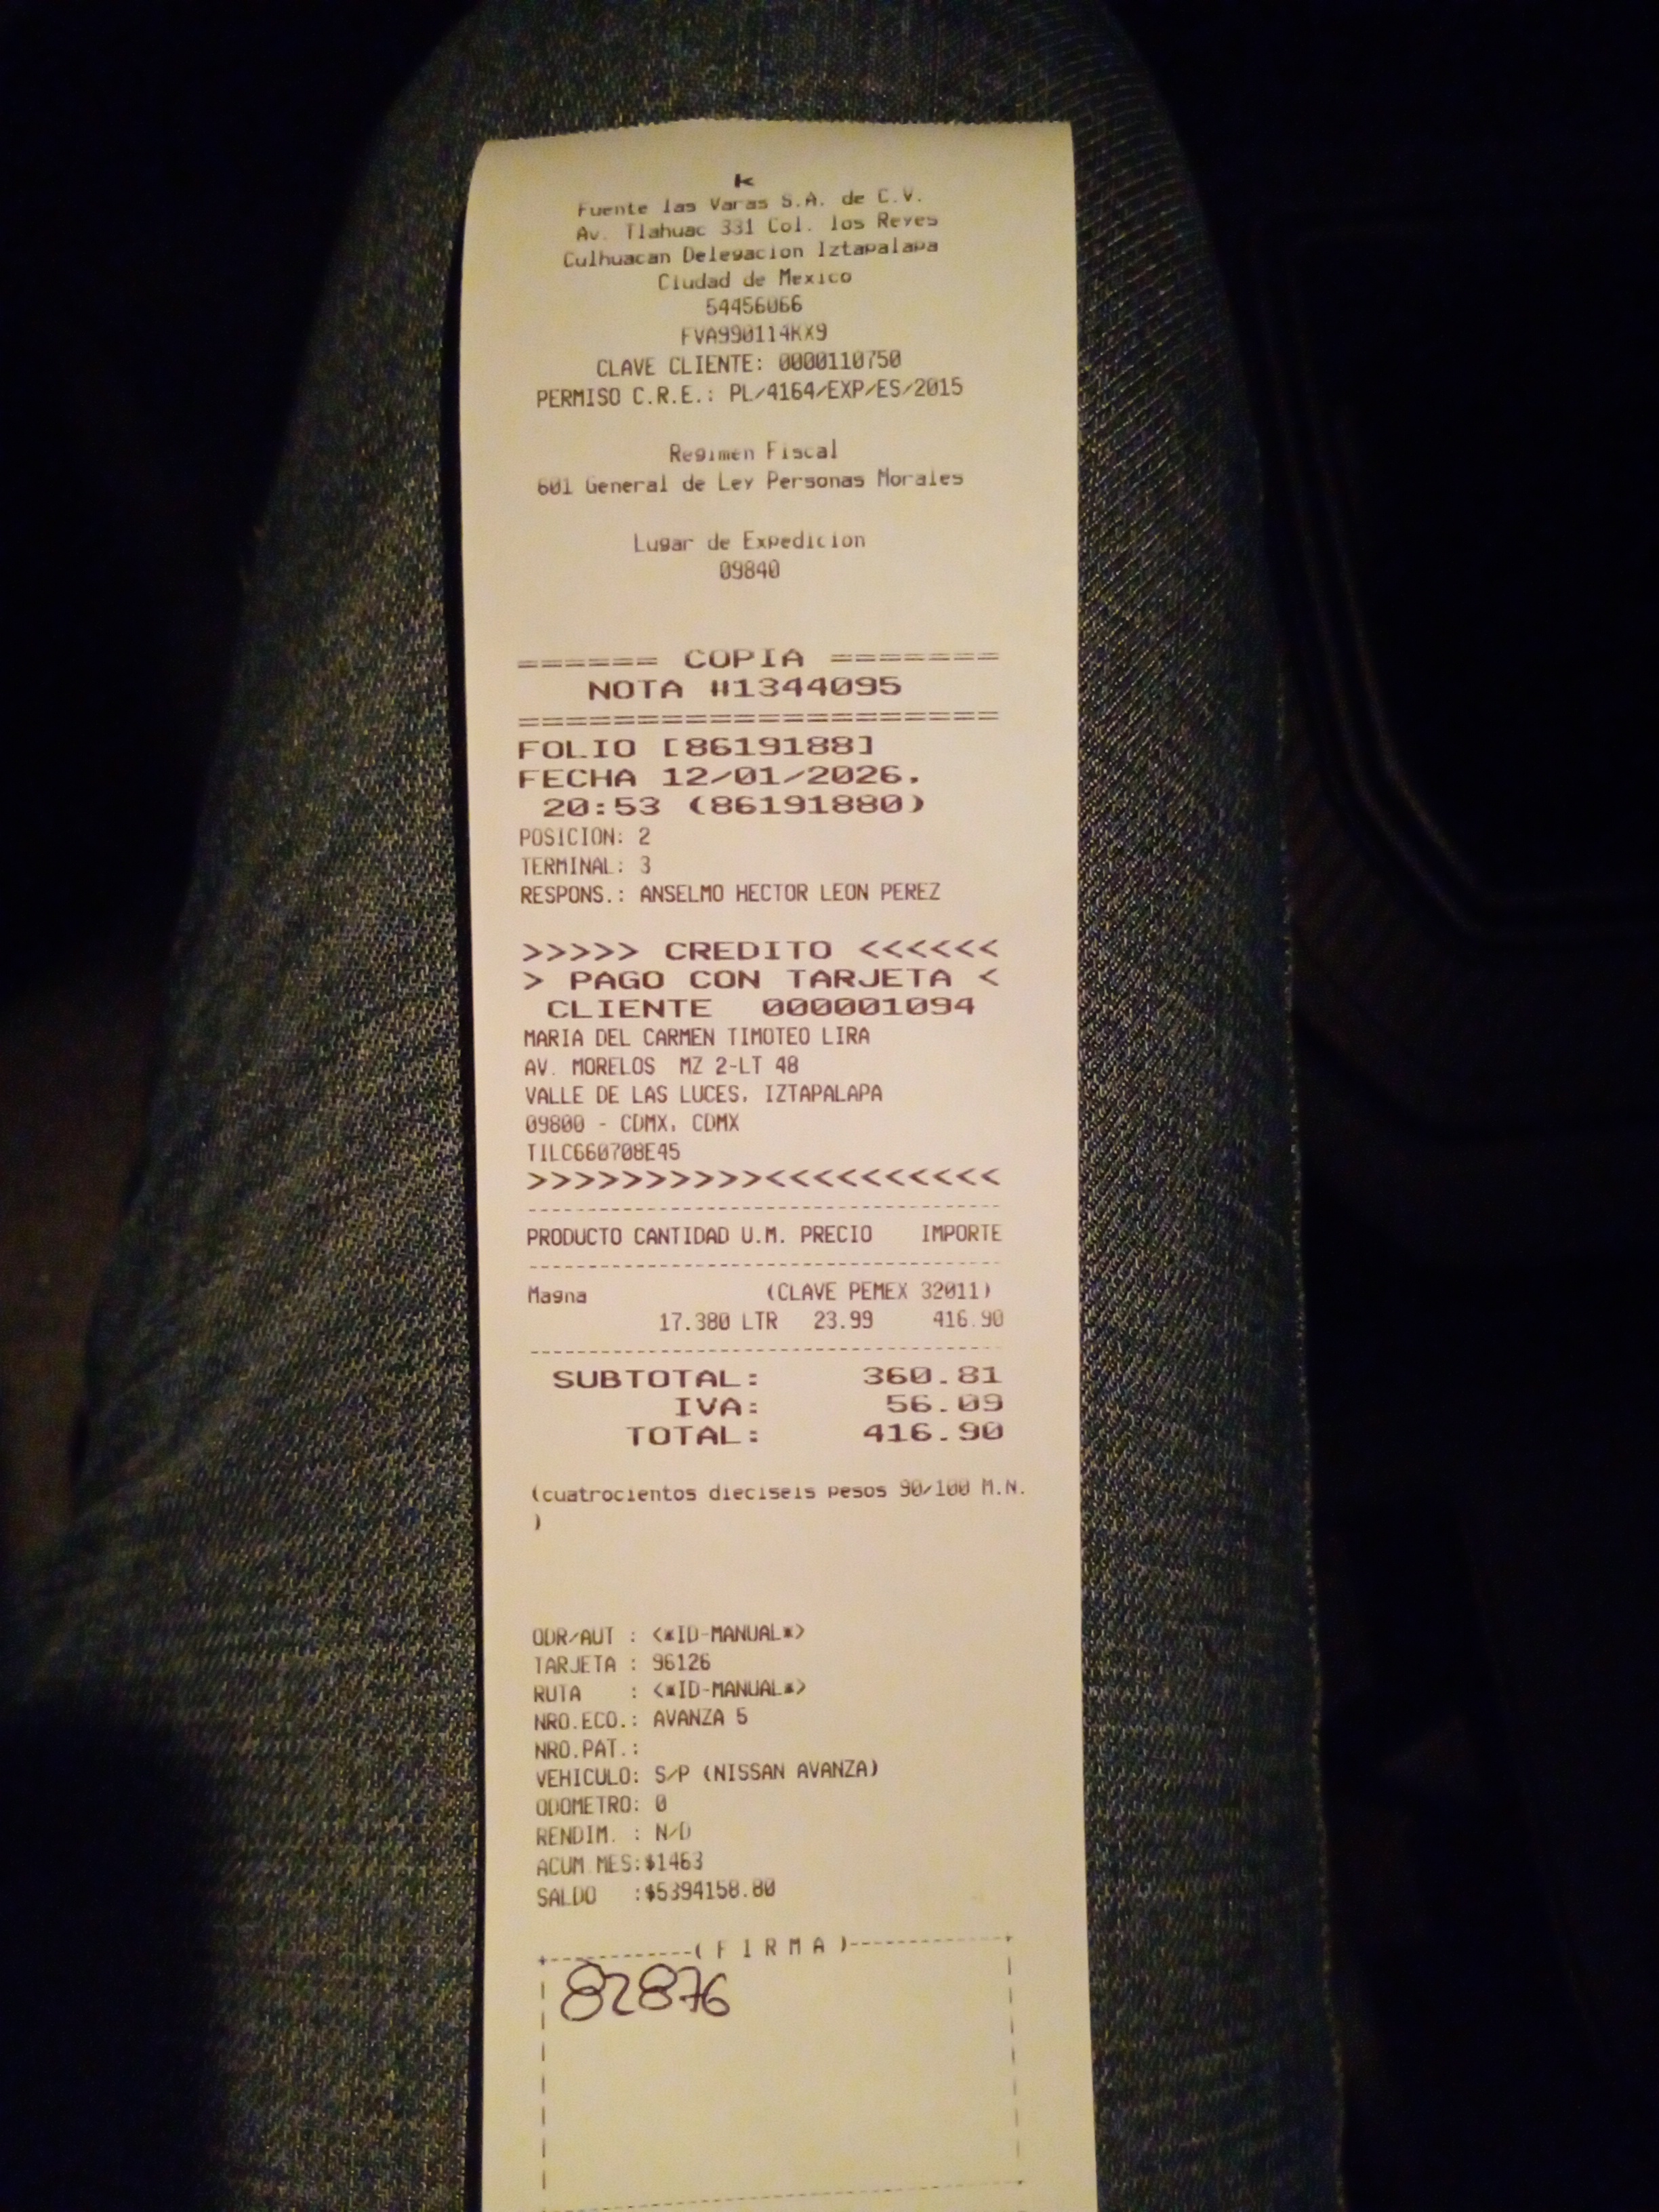 k
Fuente las Varas S.A. de C.V.
Av. Tlahuac 331 Col. los Reyes
Culhuacan Delegacion Iztapalapa
Ciudad de Mexico
54456066
FVA990114KX9
CLAVE CLIENTE: 0000110750
PERMISO C.R.E.: PL/4164/EXP/ES/2015
Regimen Fiscal
601 General de Ley Personas Morales
Lugar de Expedicion
09840
====== COPIA =======
NOTA #1344095
====================
FOLIO [8619188]
FECHA 12/01/2026,
20:53 (86191880)
POSICION: 2
TERMINAL: 3
RESPONS.: ANSELMO HECTOR LEON PEREZ
>>>>> CREDITO <<<<<<
> PAGO CON TARJETA <
CLIENTE 000001094
MARIA DEL CARMEN TIMOTEO LIRA
AV. MORELOS MZ 2-LT 48
VALLE DE LAS LUCES, IZTAPALAPA
09800 - CDMX, CDMX
TILC660708E45
>>>>>>>>>><<<<<<<<<<
----------------------------------------
PRODUCTO CANTIDAD U.M. PRECIO IMPORTE
----------------------------------------
Magna (CLAVE PEMEX 32011)
17.380 LTR 23.99 416.90
----------------------------------------
SUBTOTAL: 360.81
IVA: 56.09
TOTAL: 416.90
(cuatrocientos dieciseis pesos 90/100 M.N.
)
ODR/AUT : <*ID-MANUAL*>
TARJETA : 96126
RUTA : <*ID-MANUAL*>
NRO.ECO.: AVANZA 5
NRO.PAT.:
VEHICULO: S/P (NISSAN AVANZA)
ODOMETRO: 0
RENDIM. : N/D
ACUM.MES:$1463
SALDO :$5394158.80
+------------( F I R M A )-------------+
82876